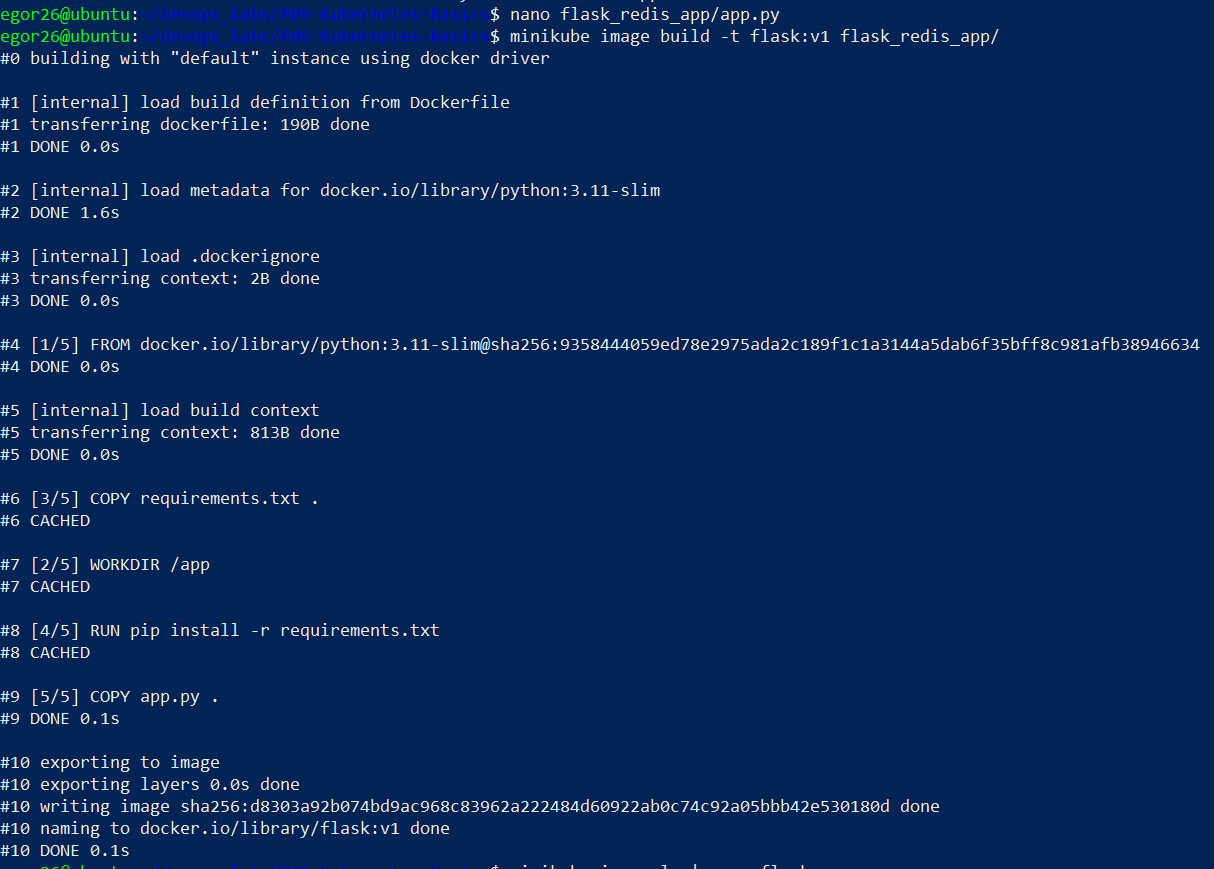 egor26@ubuntu:~/devops_labs/P09_Kubernetes_Basics$ nano flask_redis_app/app.py
egor26@ubuntu:~/devops_labs/P09_Kubernetes_Basics$ minikube image build -t flask:v1 flask_redis_app/
#0 building with "default" instance using docker driver
#1 [internal] load build definition from Dockerfile
#1 transferring dockerfile: 190B done
#1 DONE 0.0s
#2 [internal] load metadata for docker.io/library/python:3.11-slim
#2 DONE 1.6s
#3 [internal] load .dockerignore
#3 transferring context: 2B done
#3 DONE 0.0s
#4 [1/5] FROM docker.io/library/python:3.11-slim@sha256:9358444059ed78e2975ada2c189f1c1a3144a5dab6f35bff8c981afb38946634
#4 DONE 0.0s
#5 [internal] load build context
#5 transferring context: 813B done
#5 DONE 0.0s
#6 [3/5] COPY requirements.txt .
#6 CACHED
#7 [2/5] WORKDIR /app
#7 CACHED
#8 [4/5] RUN pip install -r requirements.txt
#8 CACHED
#9 [5/5] COPY app.py .
#9 DONE 0.1s
#10 exporting to image
#10 exporting layers 0.0s done
#10 writing image sha256:d8303a92b074bd9ac968c83962a222484d60922ab0c74c92a05bbb42e530180d done
#10 naming to docker.io/library/flask:v1 done
#10 DONE 0.1s